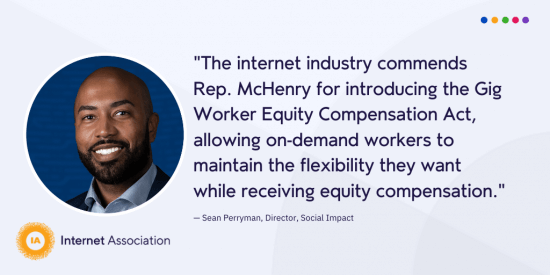 "The internet industry commends
Rep. McHenry for introducing the Gig
Worker Equity Compensation Act,
allowing on-demand workers to
maintain the flexibility they want
while receiving equity compensation."
— Sean Perryman, Director, Social Impact
IA
Internet Association